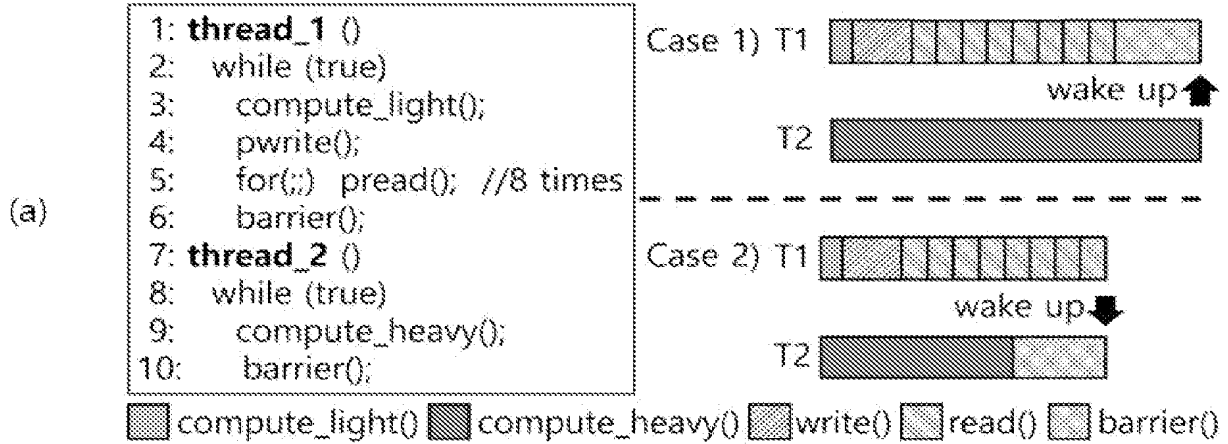 (a)
1: thread_1 ()
2: while (true)
3: compute_light();
4: pwrite();
5: for(;;) pread(); //8 times
6: barrier();
7: thread_2 ()
8: while (true)
9: compute_heavy();
10: barrier();
Case 1) T1
wake up
T2
Case 2) T1
wake up
T2
compute_light() compute_heavy() write() read() barrier()